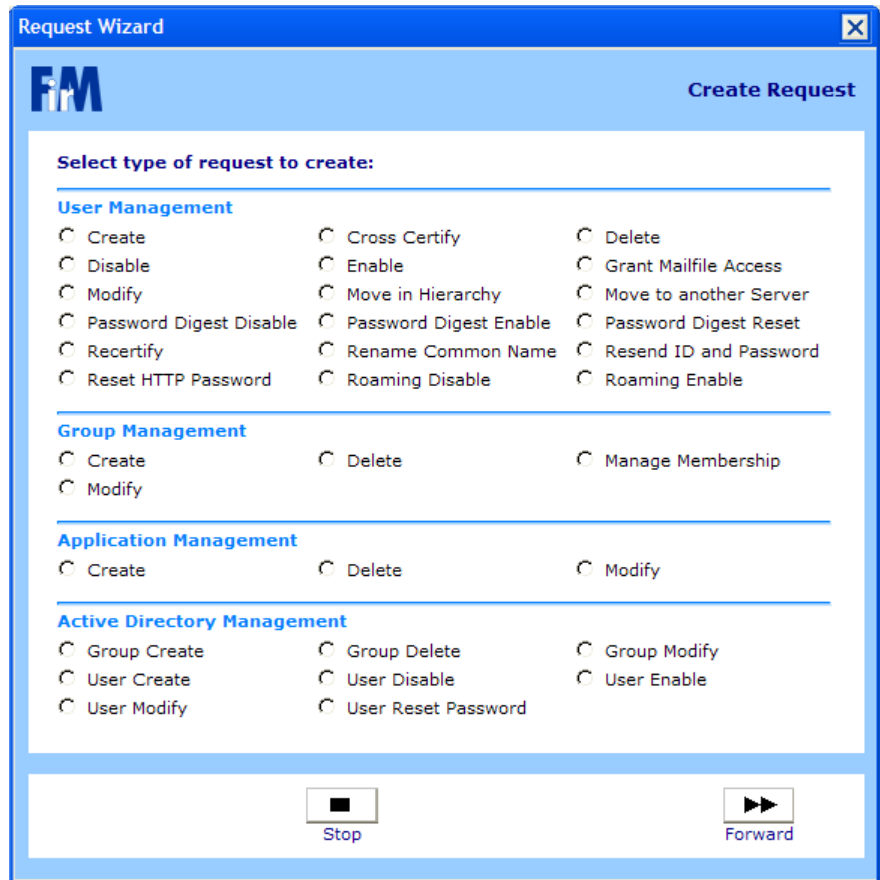 Request Wizard
FirM
Create Request
Select type of request to create:
User Management
Create Cross Certify Delete
Disable Enable Grant Mailfile Access
Modify Move in Hierarchy Move to another Server
Password Digest Disable Password Digest Enable Password Digest Reset
Recertify Rename Common Name Resend ID and Password
Reset HTTP Password Roaming Disable Roaming Enable
Group Management
Create Delete Manage Membership
Modify
Application Management
Create Delete Modify
Active Directory Management
Group Create Group Delete Group Modify
User Create User Disable User Enable
User Modify User Reset Password
Stop Forward